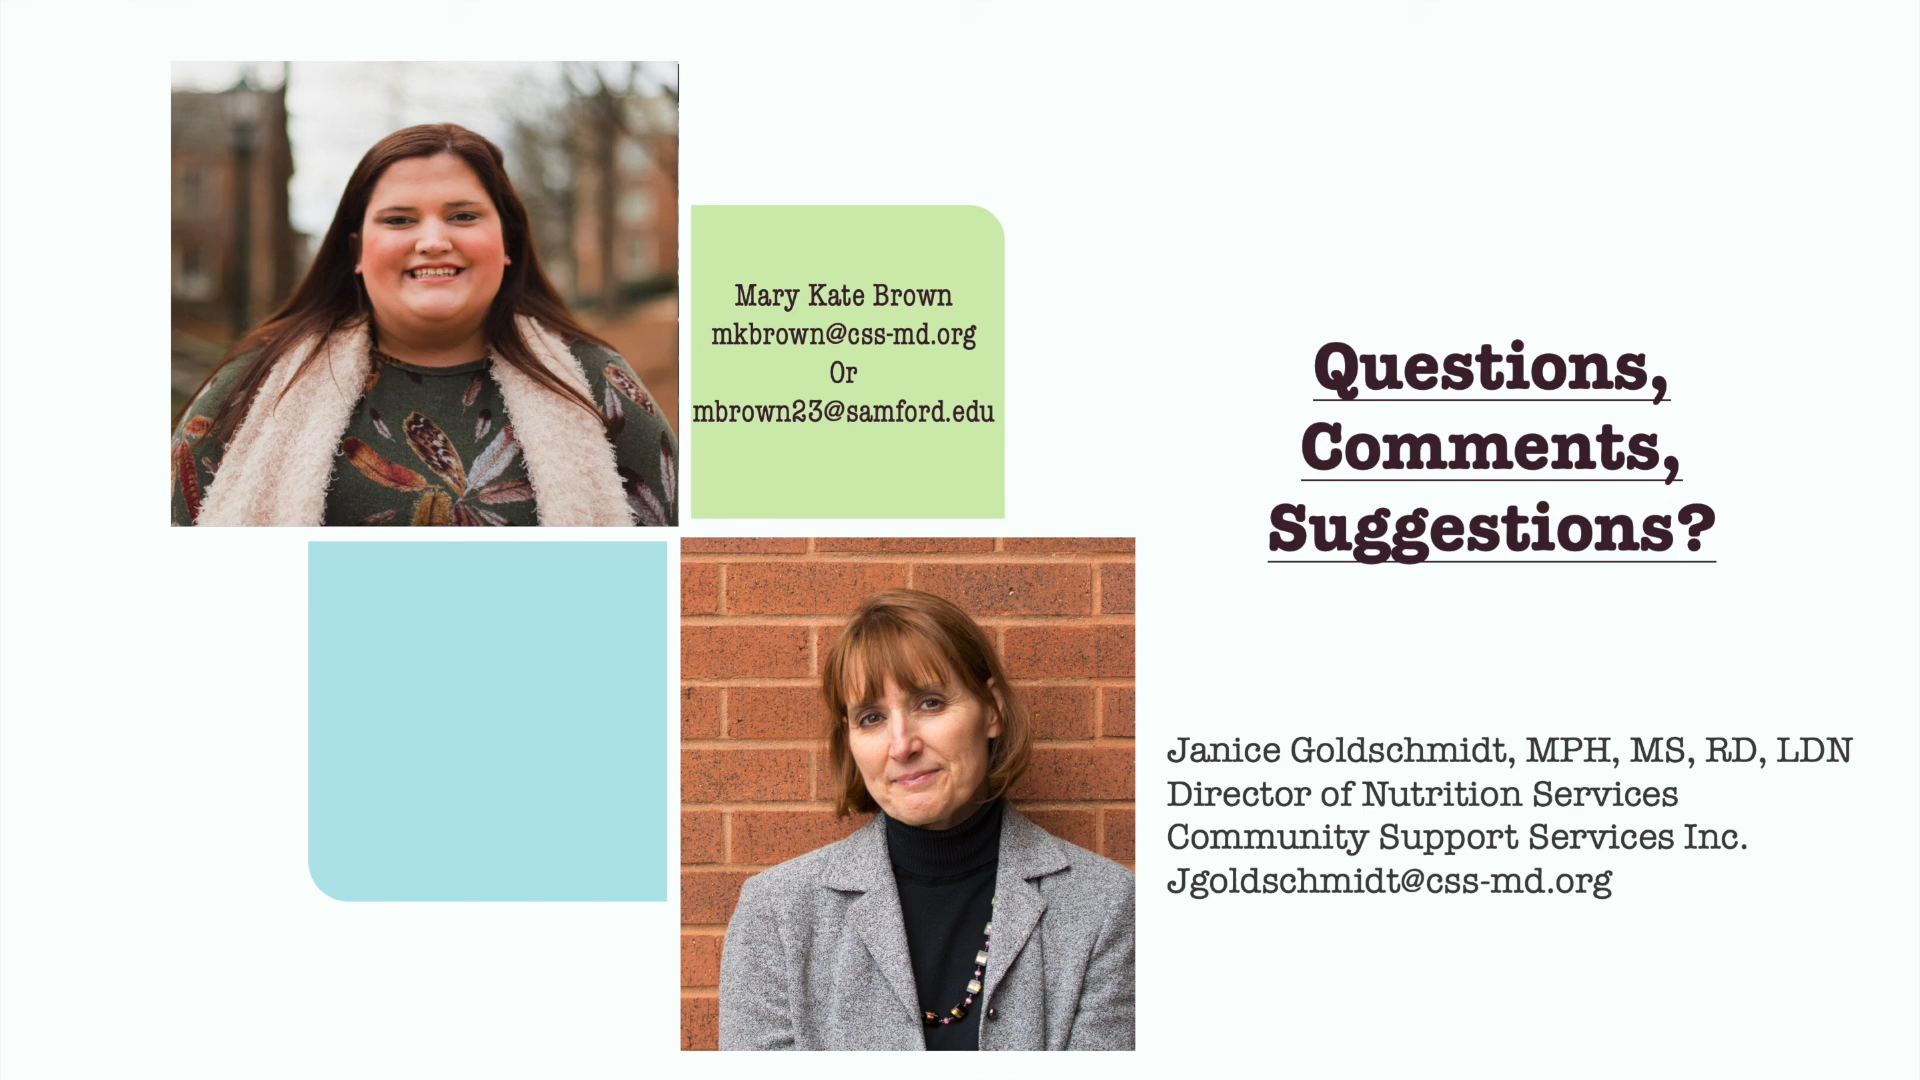 Mary Kate Brown
mkbrown@css-md.org
Or
mbrown23@samford.edu
Questions,
Comments,
Suggestions?
Janice Goldschmidt, MPH, MS, RD, LDN
Director of Nutrition Services
Community Support Services Inc.
Jgoldschmidt@css-md.org